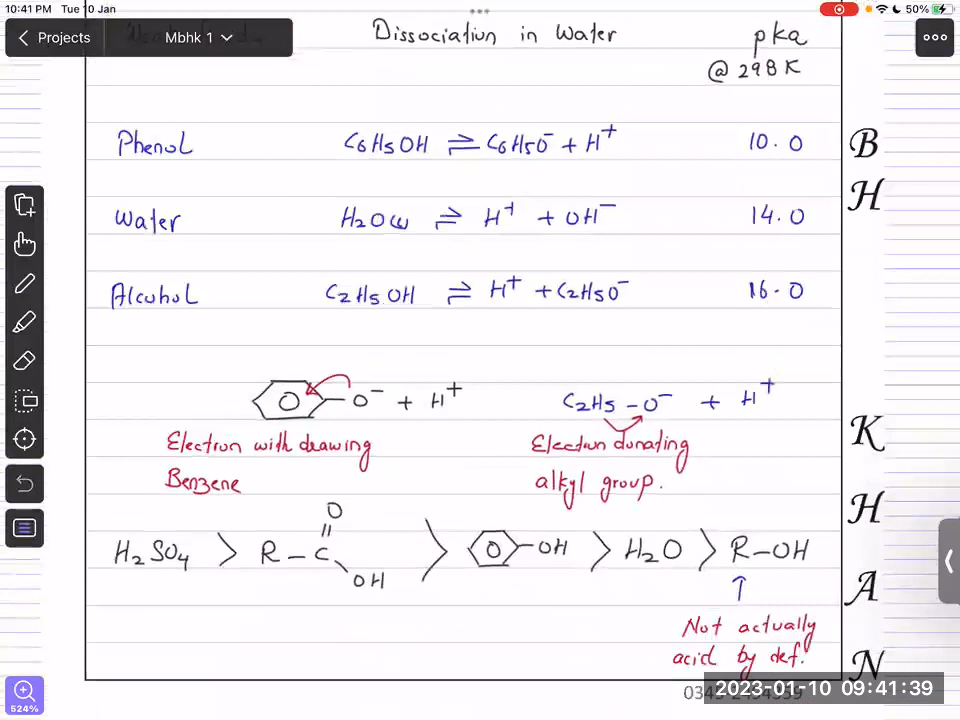 10:41 PM Tue 10 Jan
50%
Projects
Mbhk 1
Dissociation in Water
pka
@ 298 K
Phenol C6H5OH ⇌ C6H5O⁻ + H⁺ 10.0
B
H
Water H2O(l) ⇌ H⁺ + OH⁻ 14.0
Alcohol C2H5OH ⇌ H⁺ + C2H5O⁻ 16.0
O – O⁻ + H⁺
C2H5 – O⁻ + H⁺
K
Electron with drawing
Benzene
Electron donating
alkyl group.
H
O
H₂SO₄ > R – C – OH > O – OH > H₂O > R – OH
A
↑
Not actually
acid by def.
N
2023-01-10 09:41:39
524%